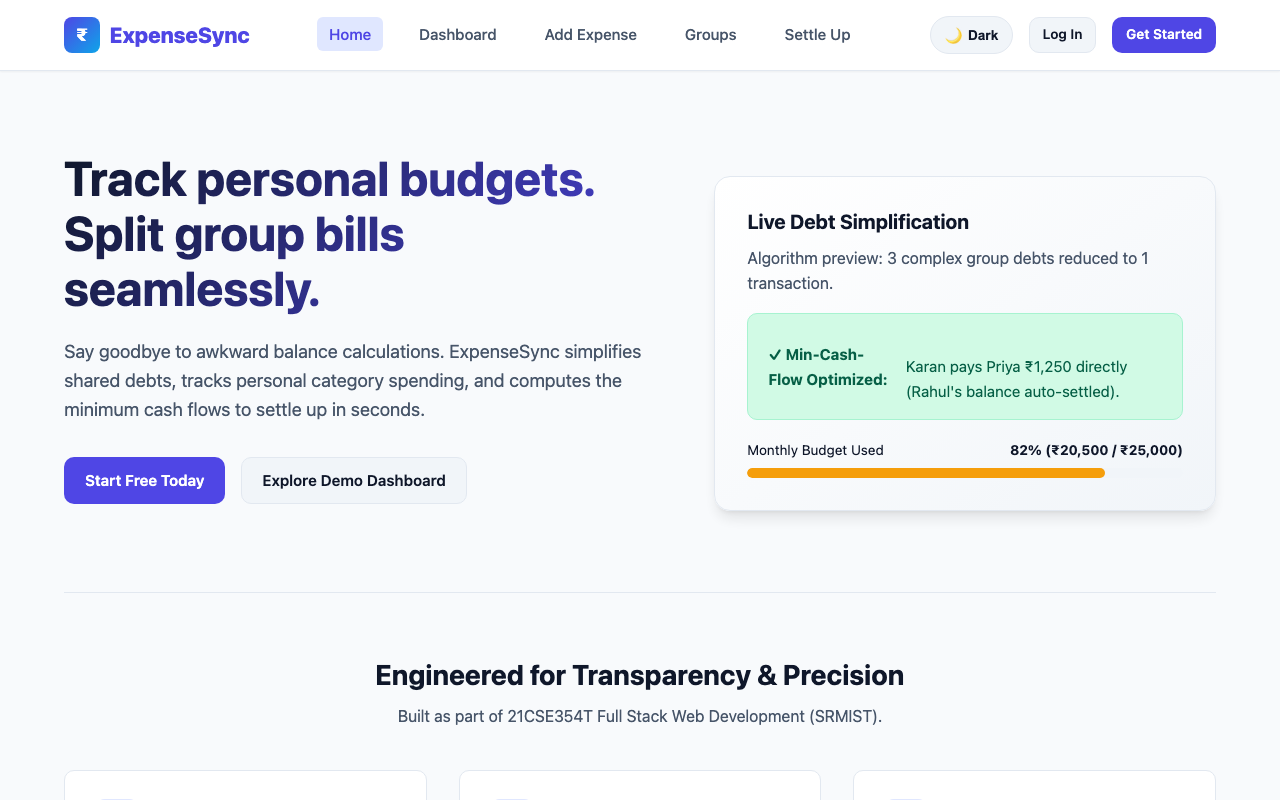 ₹ ExpenseSync
Home
Dashboard
Add Expense
Groups
Settle Up
🌙 Dark
Log In
Get Started
Track personal budgets.
Split group bills
seamlessly.
Say goodbye to awkward balance calculations. ExpenseSync simplifies
shared debts, tracks personal category spending, and computes the
minimum cash flows to settle up in seconds.
Start Free Today
Explore Demo Dashboard
Live Debt Simplification
Algorithm preview: 3 complex group debts reduced to 1
transaction.
✓ Min-Cash-
Flow Optimized:
Karan pays Priya ₹1,250 directly
(Rahul's balance auto-settled).
Monthly Budget Used
82% (₹20,500 / ₹25,000)
Engineered for Transparency & Precision
Built as part of 21CSE354T Full Stack Web Development (SRMIST).